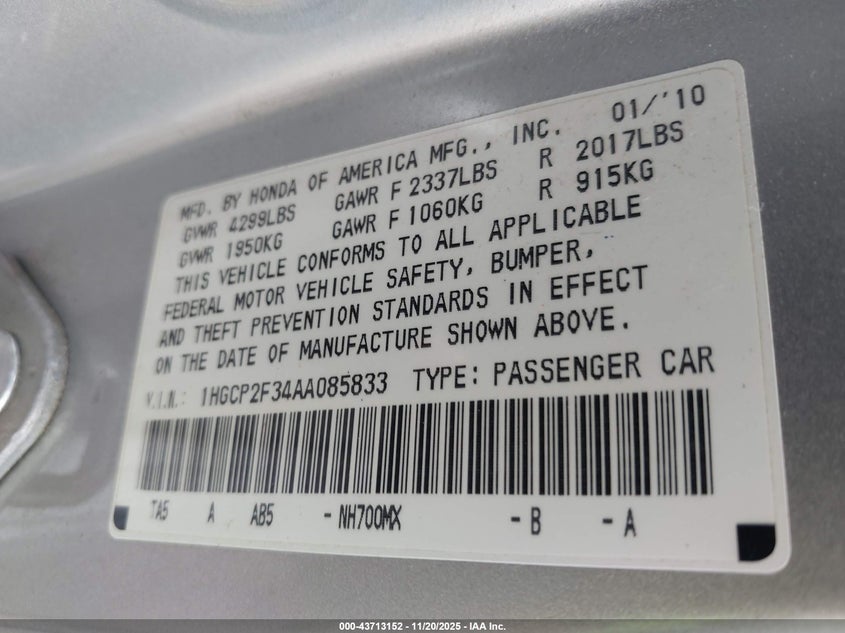 01/'10
MFD. BY HONDA OF AMERICA MFG., INC.
GVWR 4299LBS GAWR F 2337LBS R 2017LBS
GVWR 1950KG GAWR F 1060KG R 915KG
THIS VEHICLE CONFORMS TO ALL APPLICABLE
FEDERAL MOTOR VEHICLE SAFETY, BUMPER,
AND THEFT PREVENTION STANDARDS IN EFFECT
ON THE DATE OF MANUFACTURE SHOWN ABOVE.
V.I.N.: 1HGCP2F34AA085833 TYPE: PASSENGER CAR
TA5 A AB5 -NH700MX -B -A
000-43713152 - 11/20/2025 - IAA Inc.